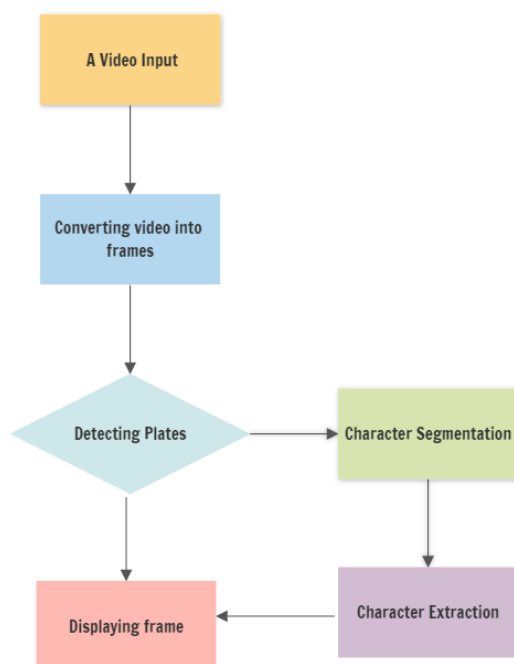 A Video Input
Converting video into
frames
Detecting Plates
Character Segmentation
Character Extraction
Displaying frame